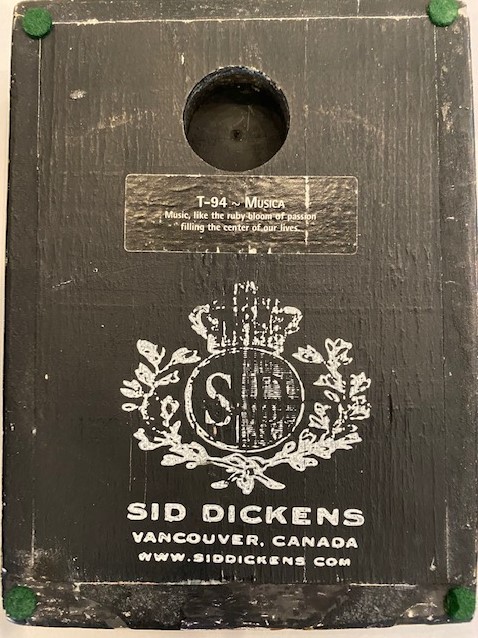 T-94 ~ MUSICA
Music, like the ruby bloom of passion
filling the center of our lives.
SD
SID DICKENS
VANCOUVER, CANADA
WWW.SIDDICKENS.COM